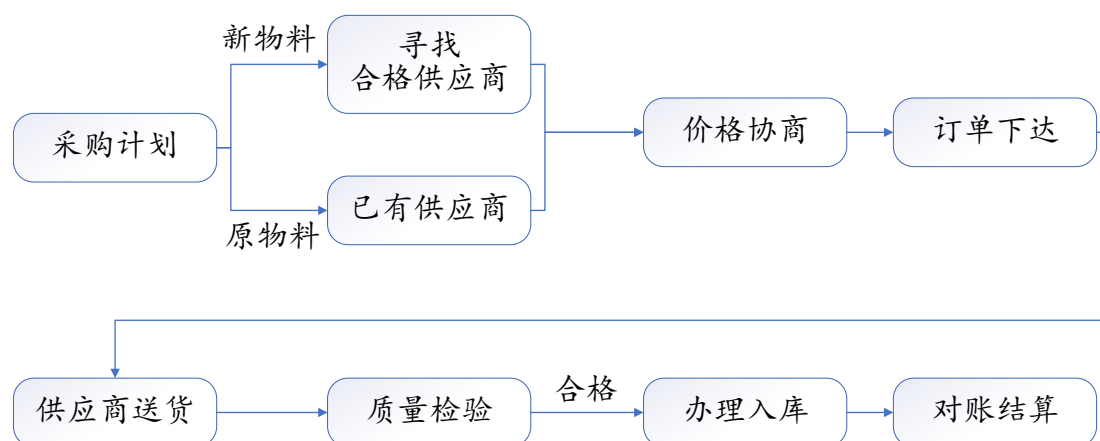 新物料
寻找
合格供应商
采购计划
价格协商
订单下达
已有供应商
原物料
供应商送货
质量检验
合格
办理入库
对账结算